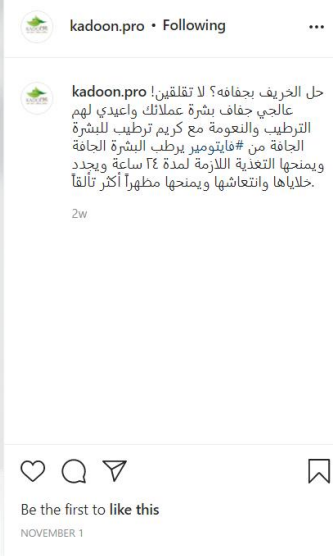 kadoon.pro • Following
kadoon.pro حل الخريف بجفافه؟ لا تقلقين!
عالجي جفاف بشرة عملائك واعيدي لهم
الترطيب والنعومة مع كريم ترطيب للبشرة
الجافة من #فايتومير يرطب البشرة الجافة
ويمنحها التغذية اللازمة لمدة ٢٤ ساعة ويجدد
خلاياها وانتعاشها ويمنحها مظهراً أكثر تألقاً.
2w
Be the first to like this
NOVEMBER 1